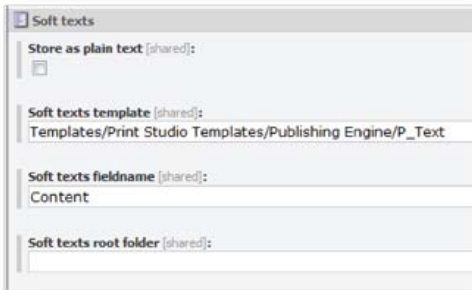 Soft texts
Store as plain text [shared]:
Soft texts template [shared]:
Templates/Print Studio Templates/Publishing Engine/P_Text
Soft texts fieldname [shared]:
Content
Soft texts root folder [shared]: